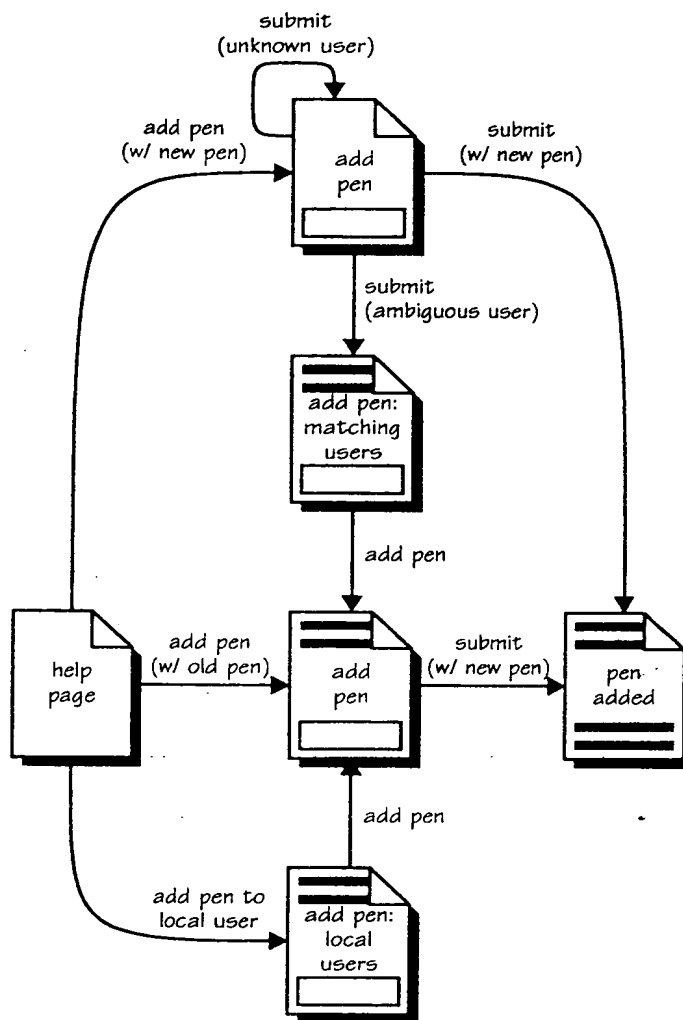 submit
(unknown user)
add pen
(w/ new pen)
submit
(w/ new pen)
add
pen
submit
(ambiguous user)
add pen:
matching
users
add pen
help
page
add pen
(w/ old pen)
add
pen
submit
(w/ new pen)
pen
added
add pen
add pen to
local user
add pen:
local
users